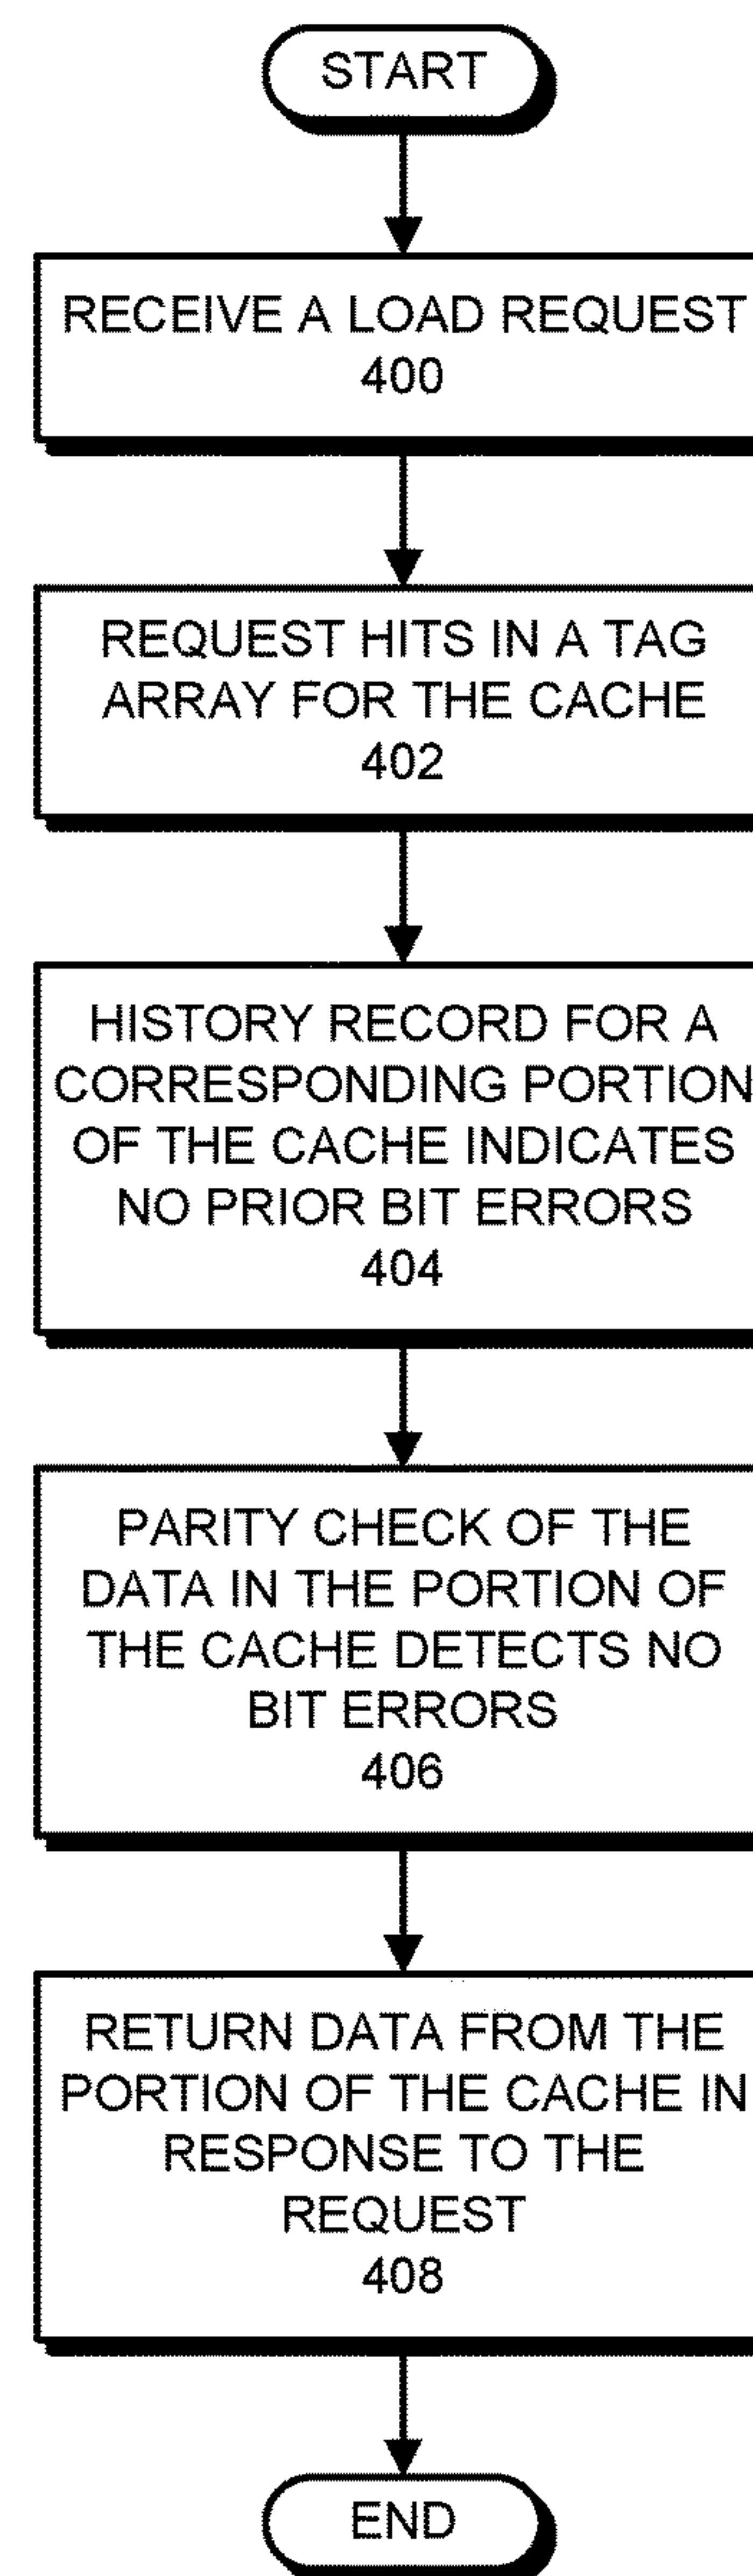 START
RECEIVE A LOAD REQUEST
400
REQUEST HITS IN A TAG
ARRAY FOR THE CACHE
402
HISTORY RECORD FOR A
CORRESPONDING PORTION
OF THE CACHE INDICATES
NO PRIOR BIT ERRORS
404
PARITY CHECK OF THE
DATA IN THE PORTION OF
THE CACHE DETECTS NO
BIT ERRORS
406
RETURN DATA FROM THE
PORTION OF THE CACHE IN
RESPONSE TO THE
REQUEST
408
END